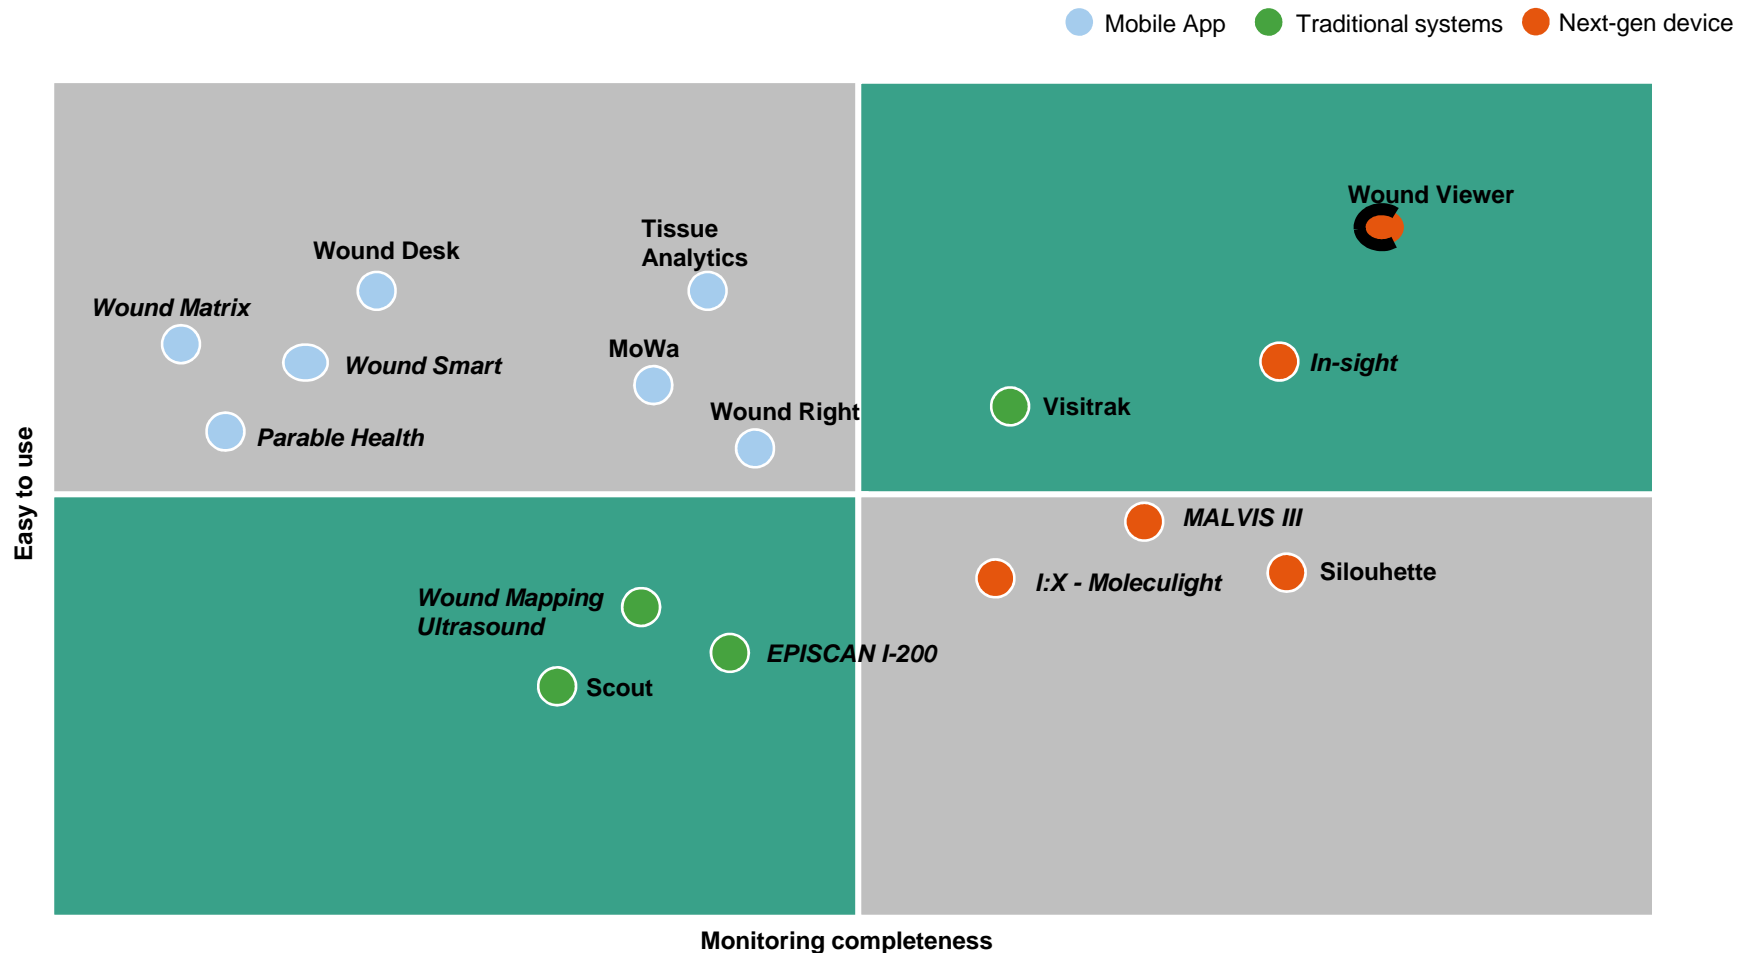 Mobile App
Traditional systems
Next-gen device
Wound Viewer
Tissue
Analytics
Wound Desk
Wound Matrix
MoWa
Wound Smart
In-sight
Visitrak
Wound Right
Parable Health
Easy to use
MALVIS III
Silouhette
I:X - Moleculight
Wound Mapping
Ultrasound
EPISCAN I-200
Scout
Monitoring completeness